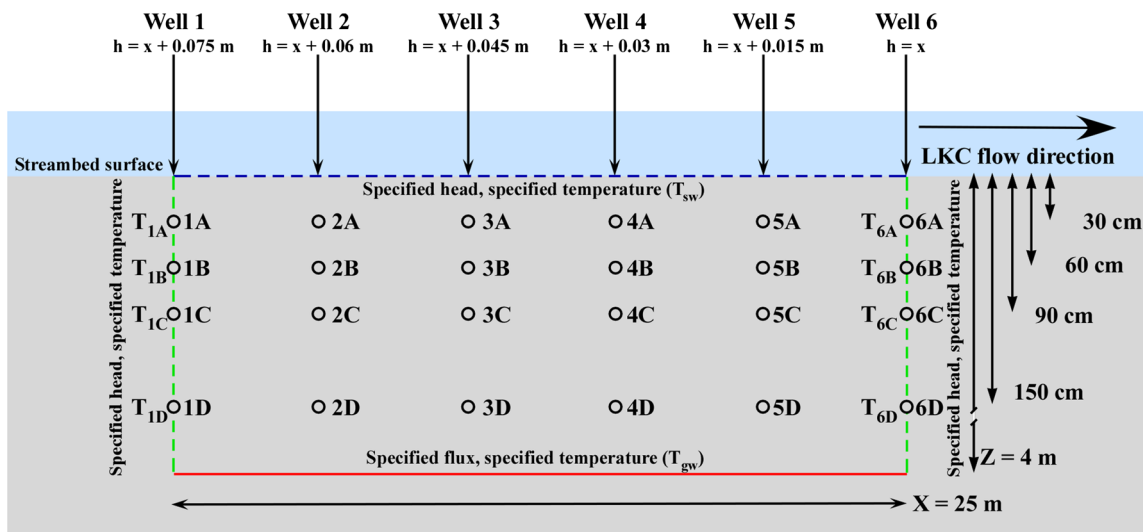 Well 1 Well 2 Well 3 Well 4 Well 5 Well 6
h = x + 0.075 m h = x + 0.06 m h = x + 0.045 m h = x + 0.03 m h = x + 0.015 m h = x
LKC flow direction
Streambed surface
Specified head, specified temperature (Tsw)
Specified head, specified temperature
T1A 1A 2A 3A 4A 5A T6A 6A 30 cm
T1B 1B 2B 3B 4B 5B T6B 6B 60 cm
T1C 1C 2C 3C 4C 5C T6C 6C 90 cm
T1D 1D 2D 3D 4D 5D T6D 6D 150 cm
Specified head, specified temperature
Specified flux, specified temperature (Tgw)
Z = 4 m
X = 25 m